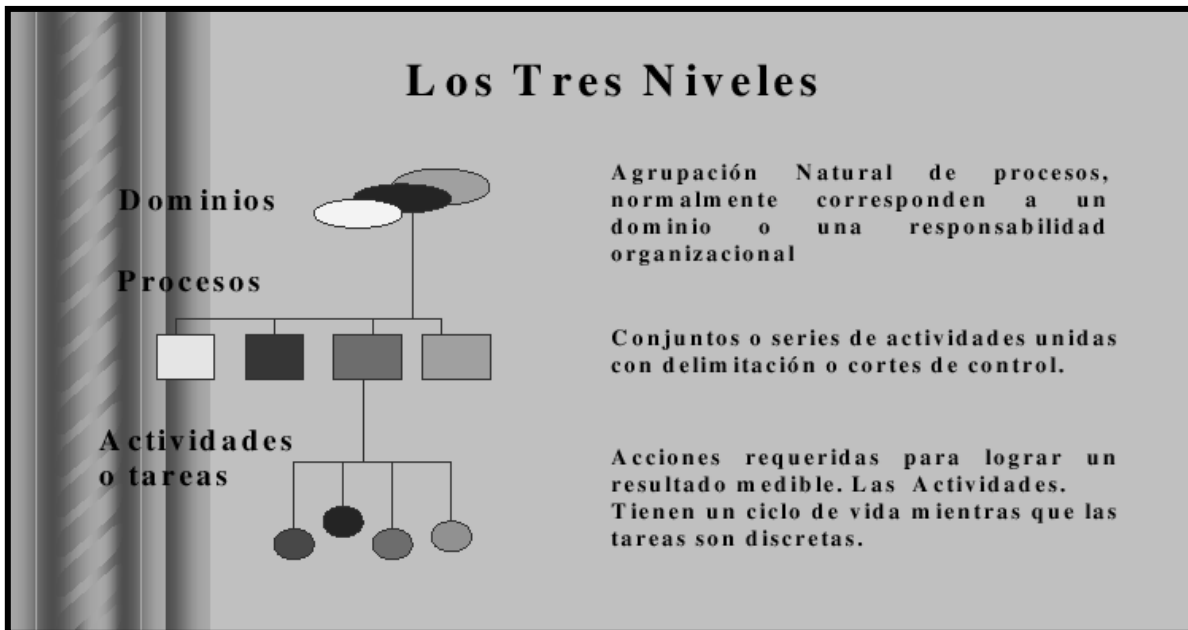 Los Tres Niveles
Dominios
Agrupación Natural de procesos,
normalmente corresponden a un
dominio o una responsabilidad
organizacional
Procesos
Conjuntos o series de actividades unidas
con delimitación o cortes de control.
Actividades
o tareas
Acciones requeridas para lograr un
resultado medible. Las Actividades.
Tienen un ciclo de vida mientras que las
tareas son discretas.